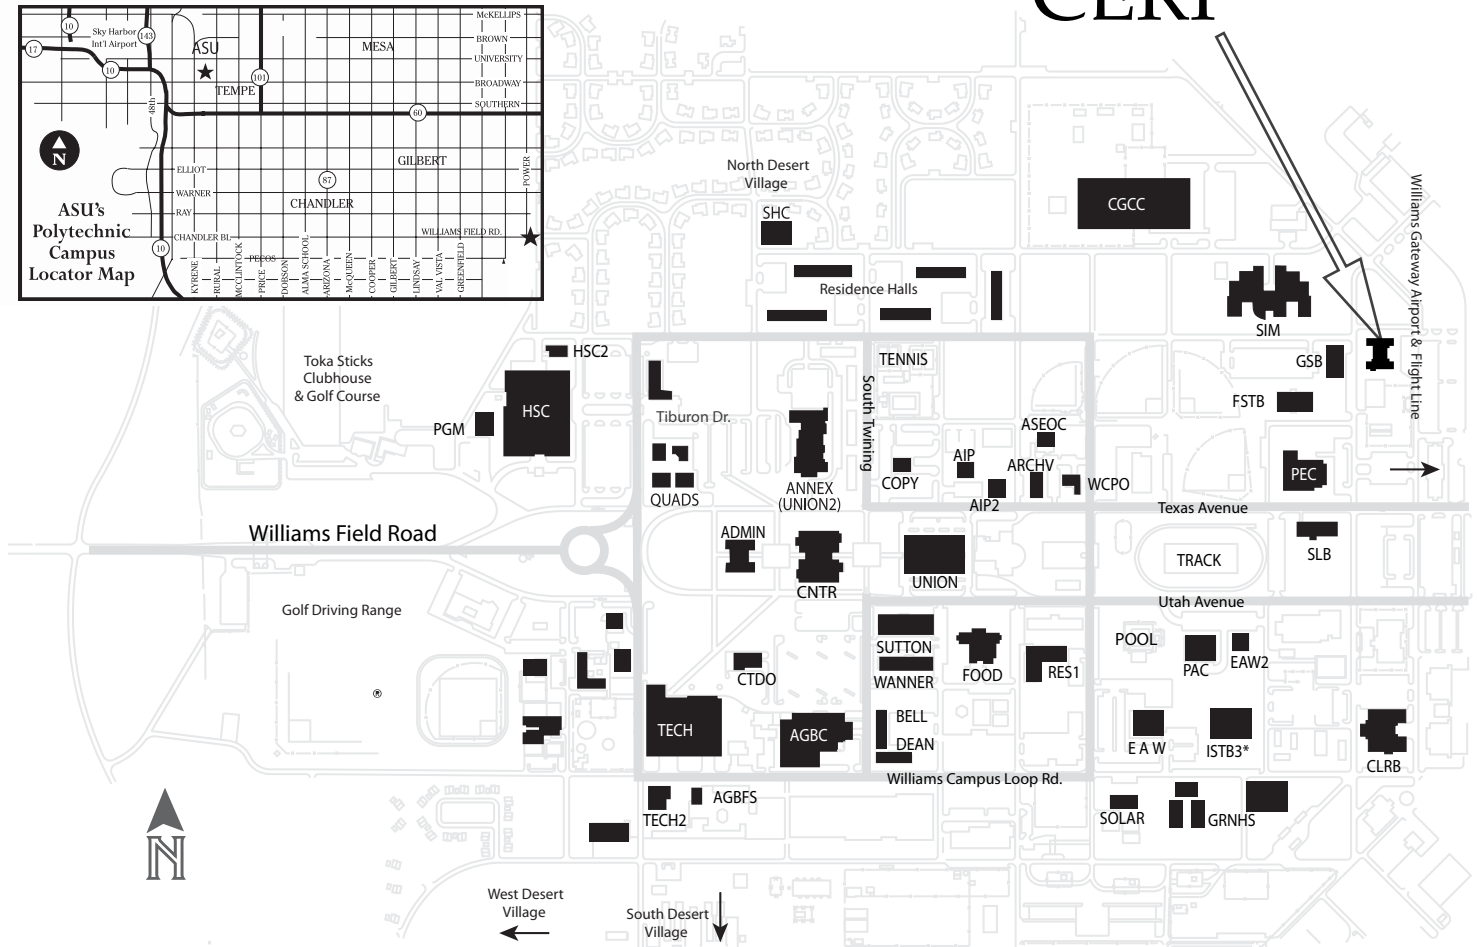 CERF
McKELLIPS
BROWN
UNIVERSITY
BROADWAY
SOUTHERN
10
17
Sky Harbor
Int'l Airport
143
10
ASU
TEMPE
101
MESA
60
48th
N
GILBERT
POWER
ELLIOT
WARNER
RAY
CHANDLER BL
87
CHANDLER
WILLIAMS FIELD RD.
10
PECOS
KYRENE
RURAL
MCCLINTOCK
PRICE
DOBSON
ALMA SCHOOL
ARIZONA
McQUEEN
COOPER
GILBERT
LINDSAY
VAL VISTA
GREENFIELD
ASU's
Polytechnic
Campus
Locator Map
North Desert
Village
SHC
CGCC
Residence Halls
Williams Gateway Airport & Flight Line
SIM
GSB
FSTB
PEC
Toka Sticks
Clubhouse
& Golf Course
HSC2
HSC
PGM
Tiburon Dr.
QUADS
ANNEX
(UNION2)
South Twining
TENNIS
COPY
AIP
AIP2
ASEOC
ARCHV
WCPO
Texas Avenue
SLB
TRACK
Utah Avenue
Williams Field Road
ADMIN
CNTR
UNION
Golf Driving Range
SUTTON
WANNER
FOOD
RES1
POOL
PAC
EAW2
CTDO
TECH
AGBC
BELL
DEAN
E A W
ISTB3*
CLRB
Williams Campus Loop Rd.
TECH2
AGBFS
SOLAR
GRNHS
N
West Desert
Village
South Desert
Village